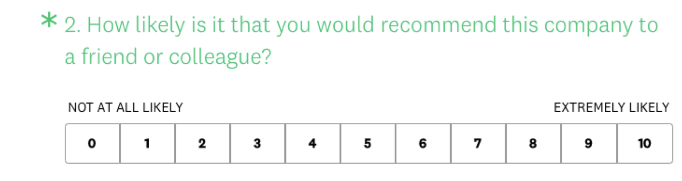 * 2. How likely is it that you would recommend this company to
a friend or colleague?
NOT AT ALL LIKELY EXTREMELY LIKELY
0 1 2 3 4 5 6 7 8 9 10